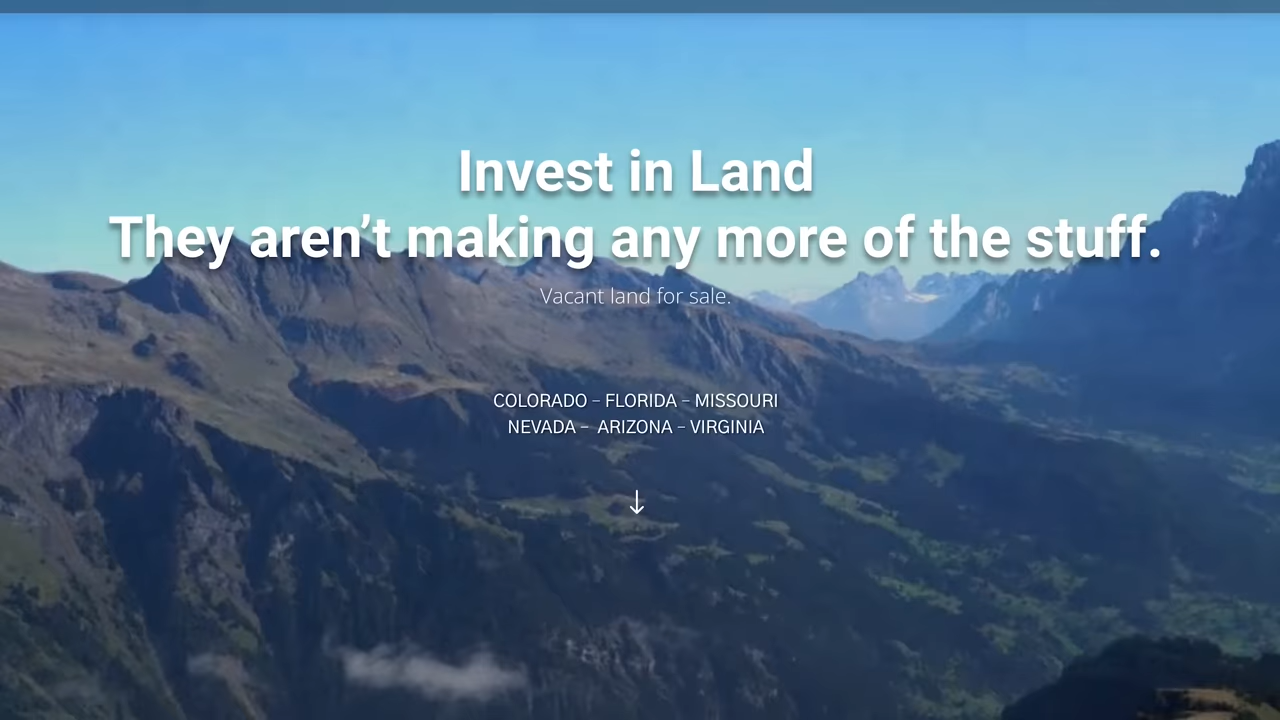 Invest in Land
They aren’t making any more of the stuff.
Vacant land for sale.
COLORADO – FLORIDA – MISSOURI
NEVADA –  ARIZONA – VIRGINIA
↓